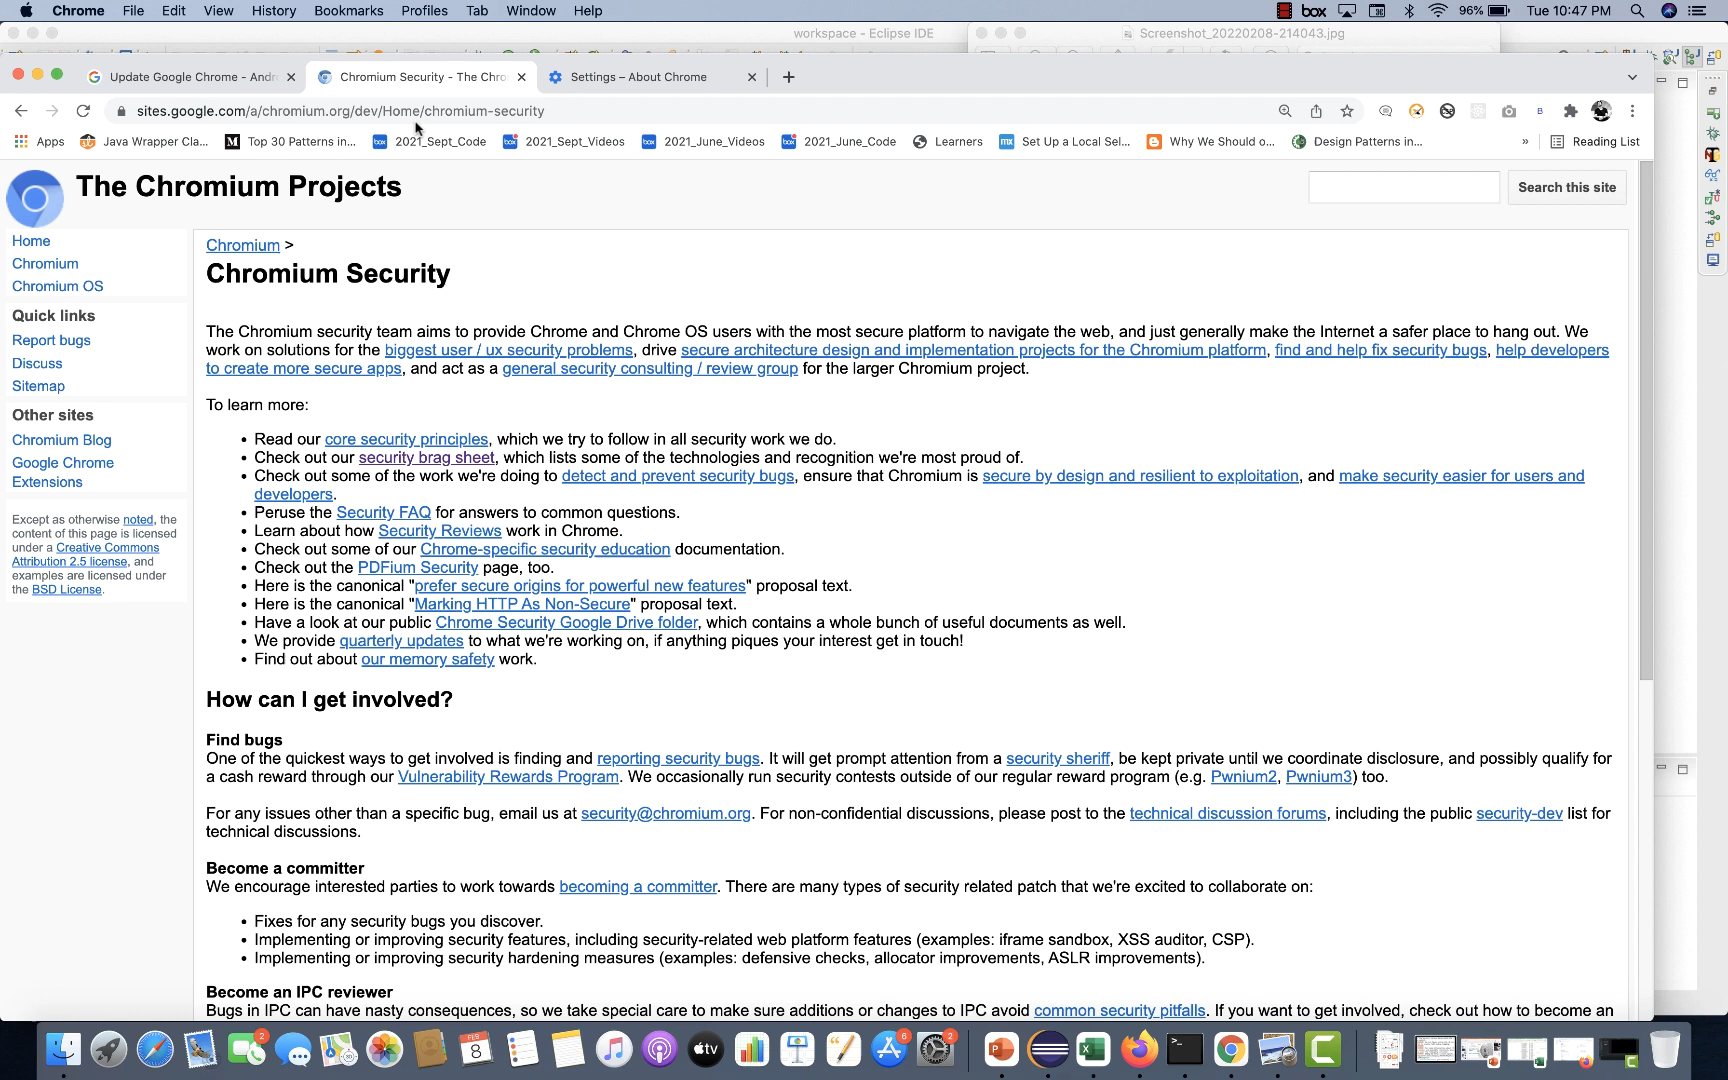 Chrome File Edit View History Bookmarks Profiles Tab Window Help box 96% Tue 10:47 PM
workspace - Eclipse IDE Screenshot_20220208-214043.jpg
Update Google Chrome - Andr Chromium Security - The Chro Settings – About Chrome
sites.google.com/a/chromium.org/dev/Home/chromium-security
Apps Java Wrapper Cla... Top 30 Patterns in... 2021_Sept_Code 2021_Sept_Videos 2021_June_Videos 2021_June_Code Learners Set Up a Local Sel... Why We Should o... Design Patterns in... » Reading List
The Chromium Projects
Search this site
Home
Chromium
Chromium OS
Quick links
Report bugs
Discuss
Sitemap
Other sites
Chromium Blog
Google Chrome
Extensions
Except as otherwise noted, the
content of this page is licensed
under a Creative Commons
Attribution 2.5 license, and
examples are licensed under
the BSD License.
Chromium >
Chromium Security
The Chromium security team aims to provide Chrome and Chrome OS users with the most secure platform to navigate the web, and just generally make the Internet a safer place to hang out. We
work on solutions for the biggest user / ux security problems, drive secure architecture design and implementation projects for the Chromium platform, find and help fix security bugs, help developers
to create more secure apps, and act as a general security consulting / review group for the larger Chromium project.
To learn more:
• Read our core security principles, which we try to follow in all security work we do.
• Check out our security brag sheet, which lists some of the technologies and recognition we're most proud of.
• Check out some of the work we're doing to detect and prevent security bugs, ensure that Chromium is secure by design and resilient to exploitation, and make security easier for users and
developers.
• Peruse the Security FAQ for answers to common questions.
• Learn about how Security Reviews work in Chrome.
• Check out some of our Chrome-specific security education documentation.
• Check out the PDFium Security page, too.
• Here is the canonical "prefer secure origins for powerful new features" proposal text.
• Here is the canonical "Marking HTTP As Non-Secure" proposal text.
• Have a look at our public Chrome Security Google Drive folder, which contains a whole bunch of useful documents as well.
• We provide quarterly updates to what we're working on, if anything piques your interest get in touch!
• Find out about our memory safety work.
How can I get involved?
Find bugs
One of the quickest ways to get involved is finding and reporting security bugs. It will get prompt attention from a security sheriff, be kept private until we coordinate disclosure, and possibly qualify for
a cash reward through our Vulnerability Rewards Program. We occasionally run security contests outside of our regular reward program (e.g. Pwnium2, Pwnium3) too.
For any issues other than a specific bug, email us at security@chromium.org. For non-confidential discussions, please post to the technical discussion forums, including the public security-dev list for
technical discussions.
Become a committer
We encourage interested parties to work towards becoming a committer. There are many types of security related patch that we're excited to collaborate on:
• Fixes for any security bugs you discover.
• Implementing or improving security features, including security-related web platform features (examples: iframe sandbox, XSS auditor, CSP).
• Implementing or improving security hardening measures (examples: defensive checks, allocator improvements, ASLR improvements).
Become an IPC reviewer
Bugs in IPC can have nasty consequences, so we take special care to make sure additions or changes to IPC avoid common security pitfalls. If you want to get involved, check out how to become an
2 FEB 8 tv 6 2